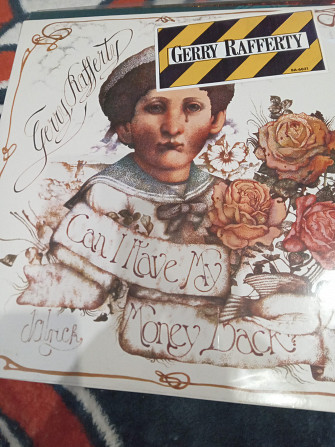 Gerry Rafferty
GERRY RAFFERTY
Can I Have My
Money Back